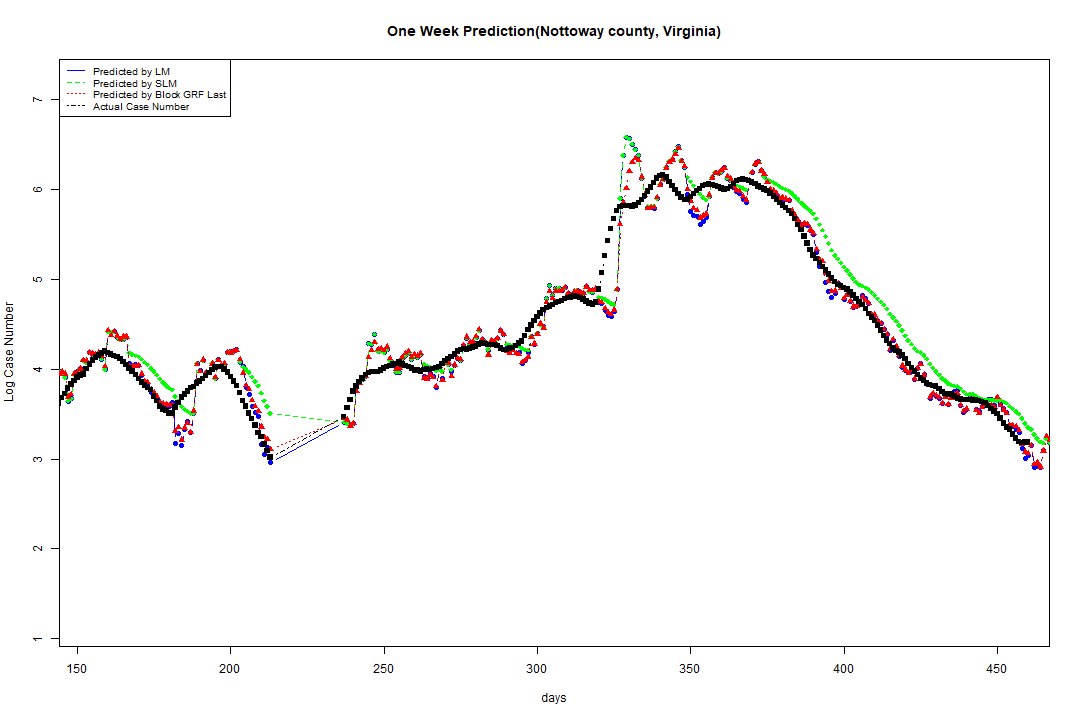 One Week Prediction(Nottoway county, Virginia)
Predicted by LM
Predicted by SLM
Predicted by Block GRF Last
Actual Case Number
Log Case Number
7
6
5
4
3
2
1
150 200 250 300 350 400 450
days